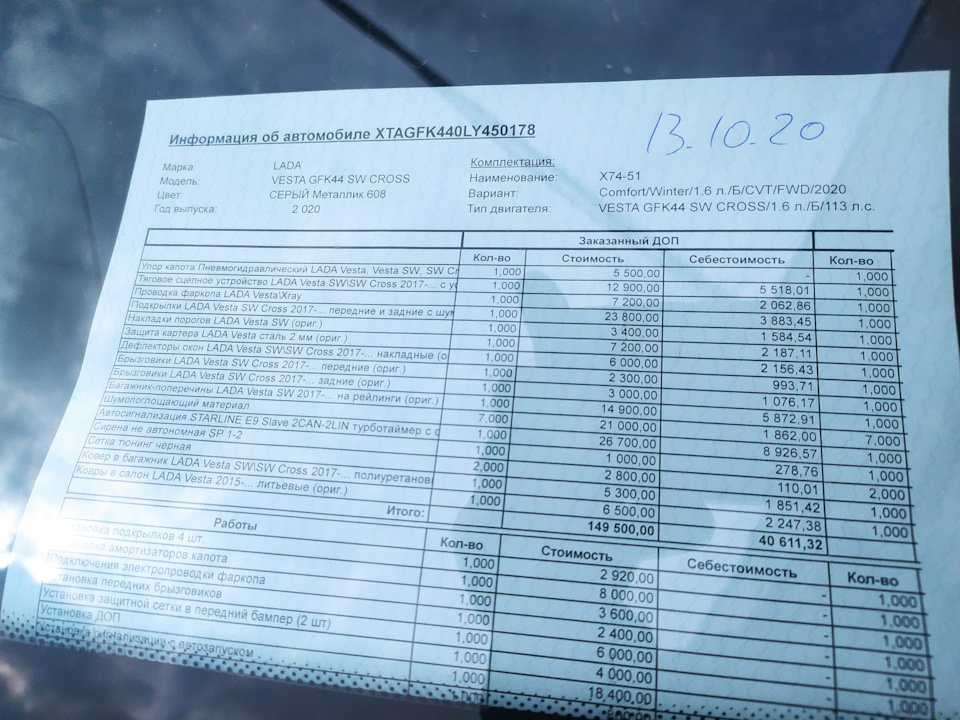 13.10.20
Информация об автомобиле XTAGFK440LY450178
Марка: LADA
Модель: VESTA GFK44 SW CROSS
Цвет: СЕРЫЙ Металлик 608
Год выпуска: 2 020
Комплектация:
Наименование: X74-51
Вариант: Comfort/Winter/1.6 л./Б/CVT/FWD/2020
Тип двигателя: VESTA GFK44 SW CROSS/1.6 л./Б/113 л.с.
Заказанный ДОП
Кол-во Стоимость Себестоимость Кол-во
Упор капота Пневмогидравлический LADA Vesta, Vesta SW, SW Cr 1,000 5 500,00 - 1,000
Тяговое сцепное устройство LADA Vesta SW\SW Cross 2017-... с 1,000 12 900,00 5 518,01 1,000
Проводка фаркопа LADA Vesta\Xray 1,000 7 200,00 2 062,86 1,000
Подкрылки LADA Vesta SW Cross 2017-... передние и задние с шум 1,000 23 800,00 3 883,45 1,000
Накладки порогов LADA Vesta SW (ориг.) 1,000 3 400,00 1 584,54 1,000
Защита картера LADA Vesta сталь 2 мм (ориг.) 1,000 7 200,00 2 187,11 1,000
Дефлекторы окон LADA Vesta SW\SW Cross 2017-... накладные (о 1,000 6 000,00 2 156,43 1,000
Брызговики LADA Vesta SW Cross 2017-... передние (ориг.) 1,000 2 300,00 993,71 1,000
Брызговики LADA Vesta SW Cross 2017-... задние (ориг.) 1,000 3 000,00 1 076,17 1,000
Багажник-поперечины LADA Vesta SW 2017-... на рейлинги (ориг.) 1,000 14 900,00 5 872,91 1,000
Шумопоглощающий материал 7,000 21 000,00 1 862,00 7,000
Автосигнализация STARLINE E9 Slave 2CAN-2LIN турботаймер с 1,000 26 700,00 8 926,57 1,000
Сирена не автономная SP 1-2 1,000 1 000,00 278,76 1,000
Сетка тюнинг черная 2,000 2 800,00 110,01 2,000
Ковер в багажник LADA Vesta SW\SW Cross 2017-... полиуретанов 1,000 5 300,00 1 851,42 1,000
Ковры в салон LADA Vesta 2015-... литьевые (ориг.) 1,000 6 500,00 2 247,38 1,000
Итого: 149 500,00 40 611,32
Работы Кол-во Стоимость Себестоимость Кол-во
подкрылков 4 шт. 1,000 2 920,00 - 1,000
амортизаторов капота 1,000 8 000,00 - 1,000
Подключения электропроводки фаркопа 1,000 3 600,00 - 1,000
Установка передних брызговиков 1,000 2 400,00 - 1,000
Установка защитной сетки в передний бампер (2 шт) 1,000 6 000,00 - 1,000
Установка ДОП 1,000 4 000,00 - 1,000
Установка сигнализации с автозапуском 1,000 18 400,00 1,000